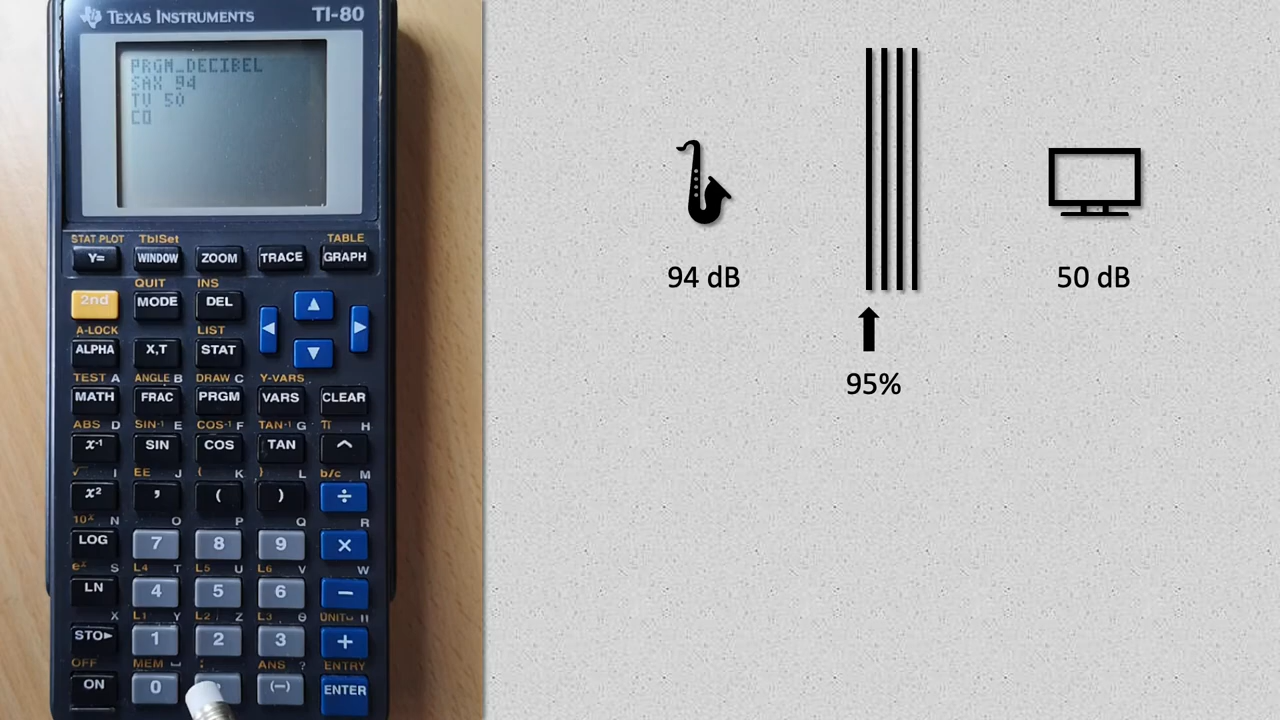 TEXAS INSTRUMENTS TI-80
PRGM_DECIBEL
SAX 94
TV 50
CO
STAT PLOT TblSet TABLE
Y= WINDOW ZOOM TRACE GRAPH
QUIT INS
2nd MODE DEL
A-LOCK LIST
ALPHA X,T STAT
TEST A ANGLE B DRAW C Y-VARS
MATH FRAC PRGM VARS CLEAR
ABS D SIN⁻¹ E COS⁻¹ F TAN⁻¹ G π H
x⁻¹ SIN COS TAN ^
√ I EE J { K } L b/c M
x² , ( ) ÷
10ˣ N O P Q R
LOG 7 8 9 ×
eˣ S L4 T L5 U L6 V W
LN 4 5 6 −
X L1 Y L2 Z L3 θ
STO► 1 2 3 +
OFF MEM : ANS ? ENTRY
ON 0 (−) ENTER
94 dB
50 dB
95%